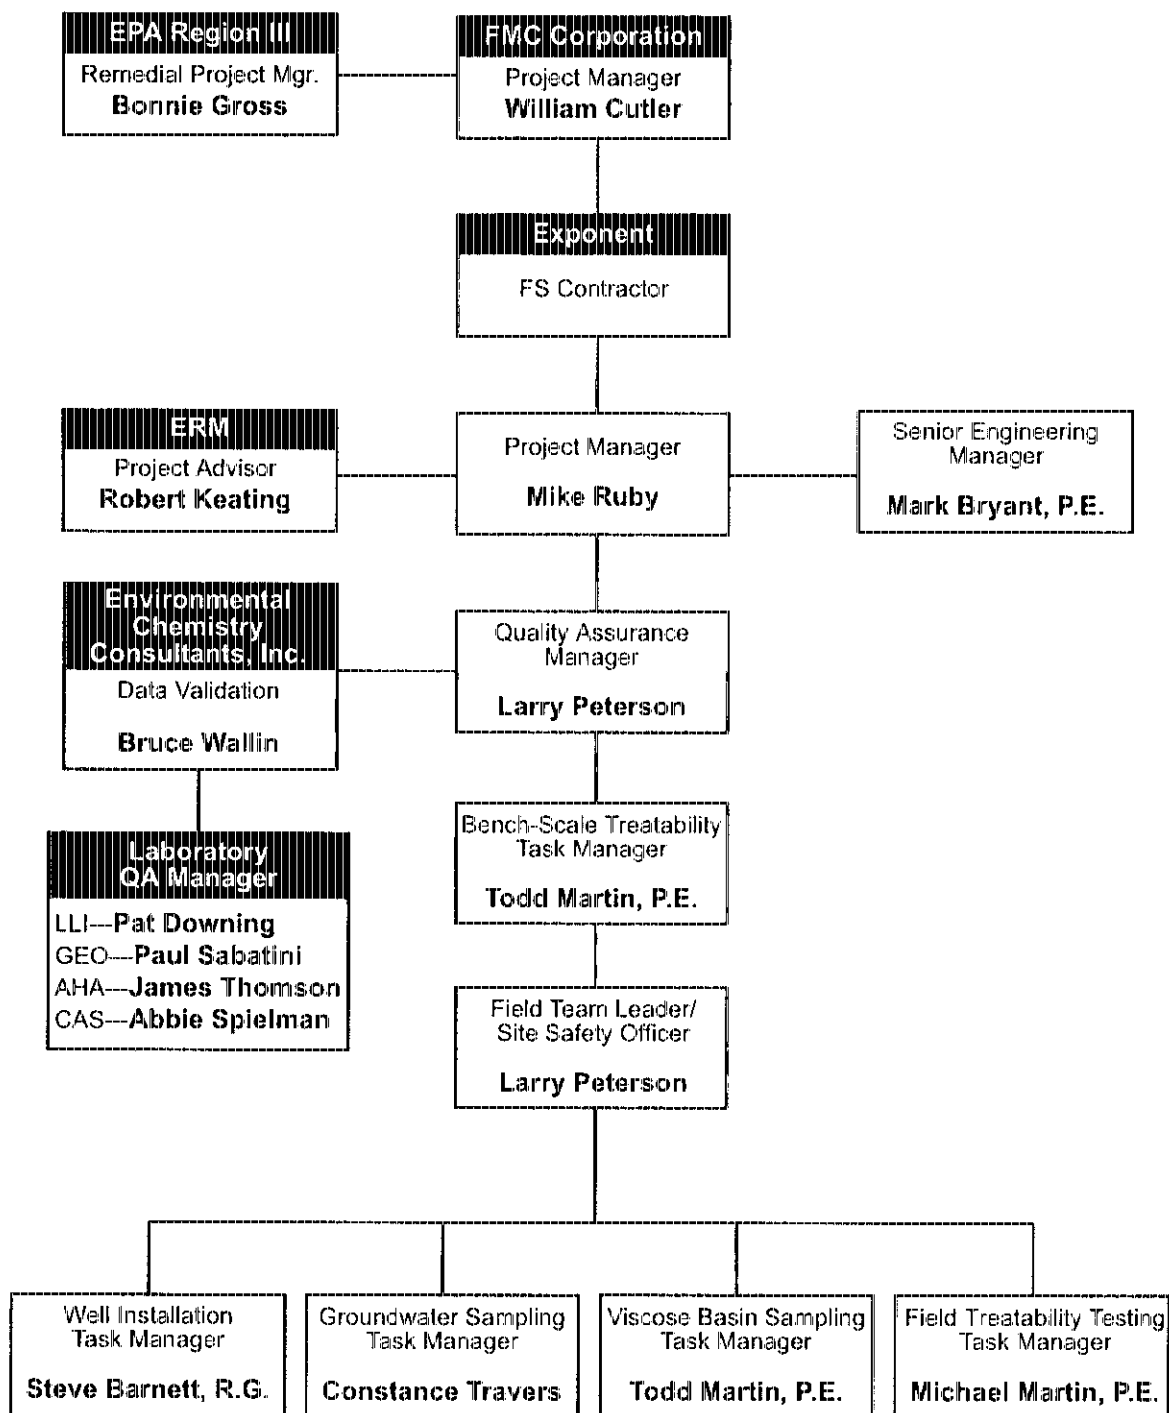 EPA Region III
Remedial Project Mgr.
Bonnie Gross
FMC Corporation
Project Manager
William Cutler
Exponent
FS Contractor
ERM
Project Advisor
Robert Keating
Project Manager
Mike Ruby
Senior Engineering
Manager
Mark Bryant, P.E.
Environmental
Chemistry
Consultants, Inc.
Data Validation
Bruce Wallin
Quality Assurance
Manager
Larry Peterson
Laboratory
QA Manager
LLI---Pat Downing
GEO---Paul Sabatini
AHA---James Thomson
CAS---Abbie Spielman
Bench-Scale Treatability
Task Manager
Todd Martin, P.E.
Field Team Leader/
Site Safety Officer
Larry Peterson
Well Installation
Task Manager
Steve Barnett, R.G.
Groundwater Sampling
Task Manager
Constance Travers
Viscose Basin Sampling
Task Manager
Todd Martin, P.E.
Field Treatability Testing
Task Manager
Michael Martin, P.E.